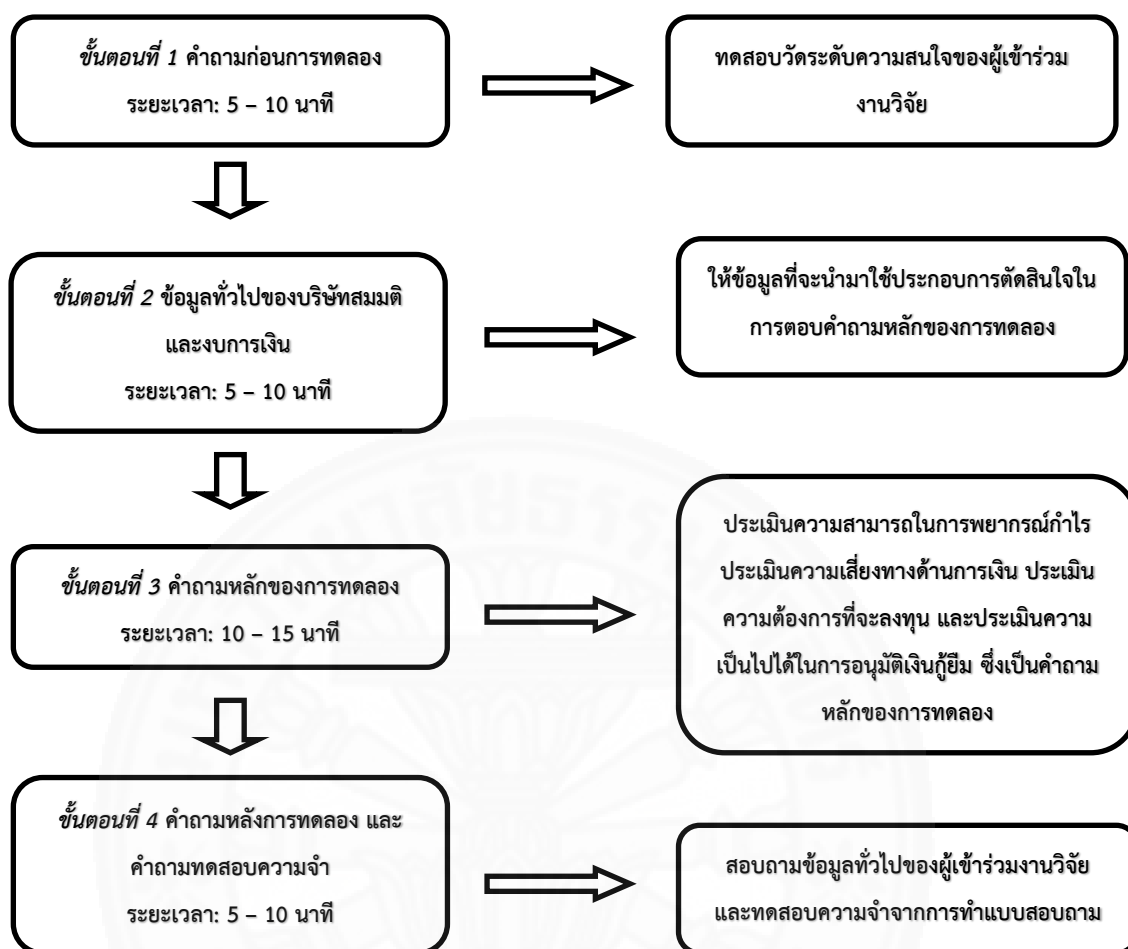 ขั้นตอนที่ 1 คำถามก่อนการทดลอง
ระยะเวลา: 5 – 10 นาที
ทดสอบวัดระดับความสนใจของผู้เข้าร่วม
งานวิจัย
ขั้นตอนที่ 2 ข้อมูลทั่วไปของบริษัทสมมติ
และงบการเงิน
ระยะเวลา: 5 – 10 นาที
ให้ข้อมูลที่จะนำมาใช้ประกอบการตัดสินใจใน
การตอบคำถามหลักของการทดลอง
ขั้นตอนที่ 3 คำถามหลักของการทดลอง
ระยะเวลา: 10 – 15 นาที
ประเมินความสามารถในการพยากรณ์กำไร
ประเมินความเสี่ยงทางด้านการเงิน ประเมิน
ความต้องการที่จะลงทุน และประเมินความ
เป็นไปได้ในการอนุมัติเงินกู้ยืม ซึ่งเป็นคำถาม
หลักของการทดลอง
ขั้นตอนที่ 4 คำถามหลังการทดลอง และ
คำถามทดสอบความจำ
ระยะเวลา: 5 – 10 นาที
สอบถามข้อมูลทั่วไปของผู้เข้าร่วมงานวิจัย
และทดสอบความจำจากการทำแบบสอบถาม